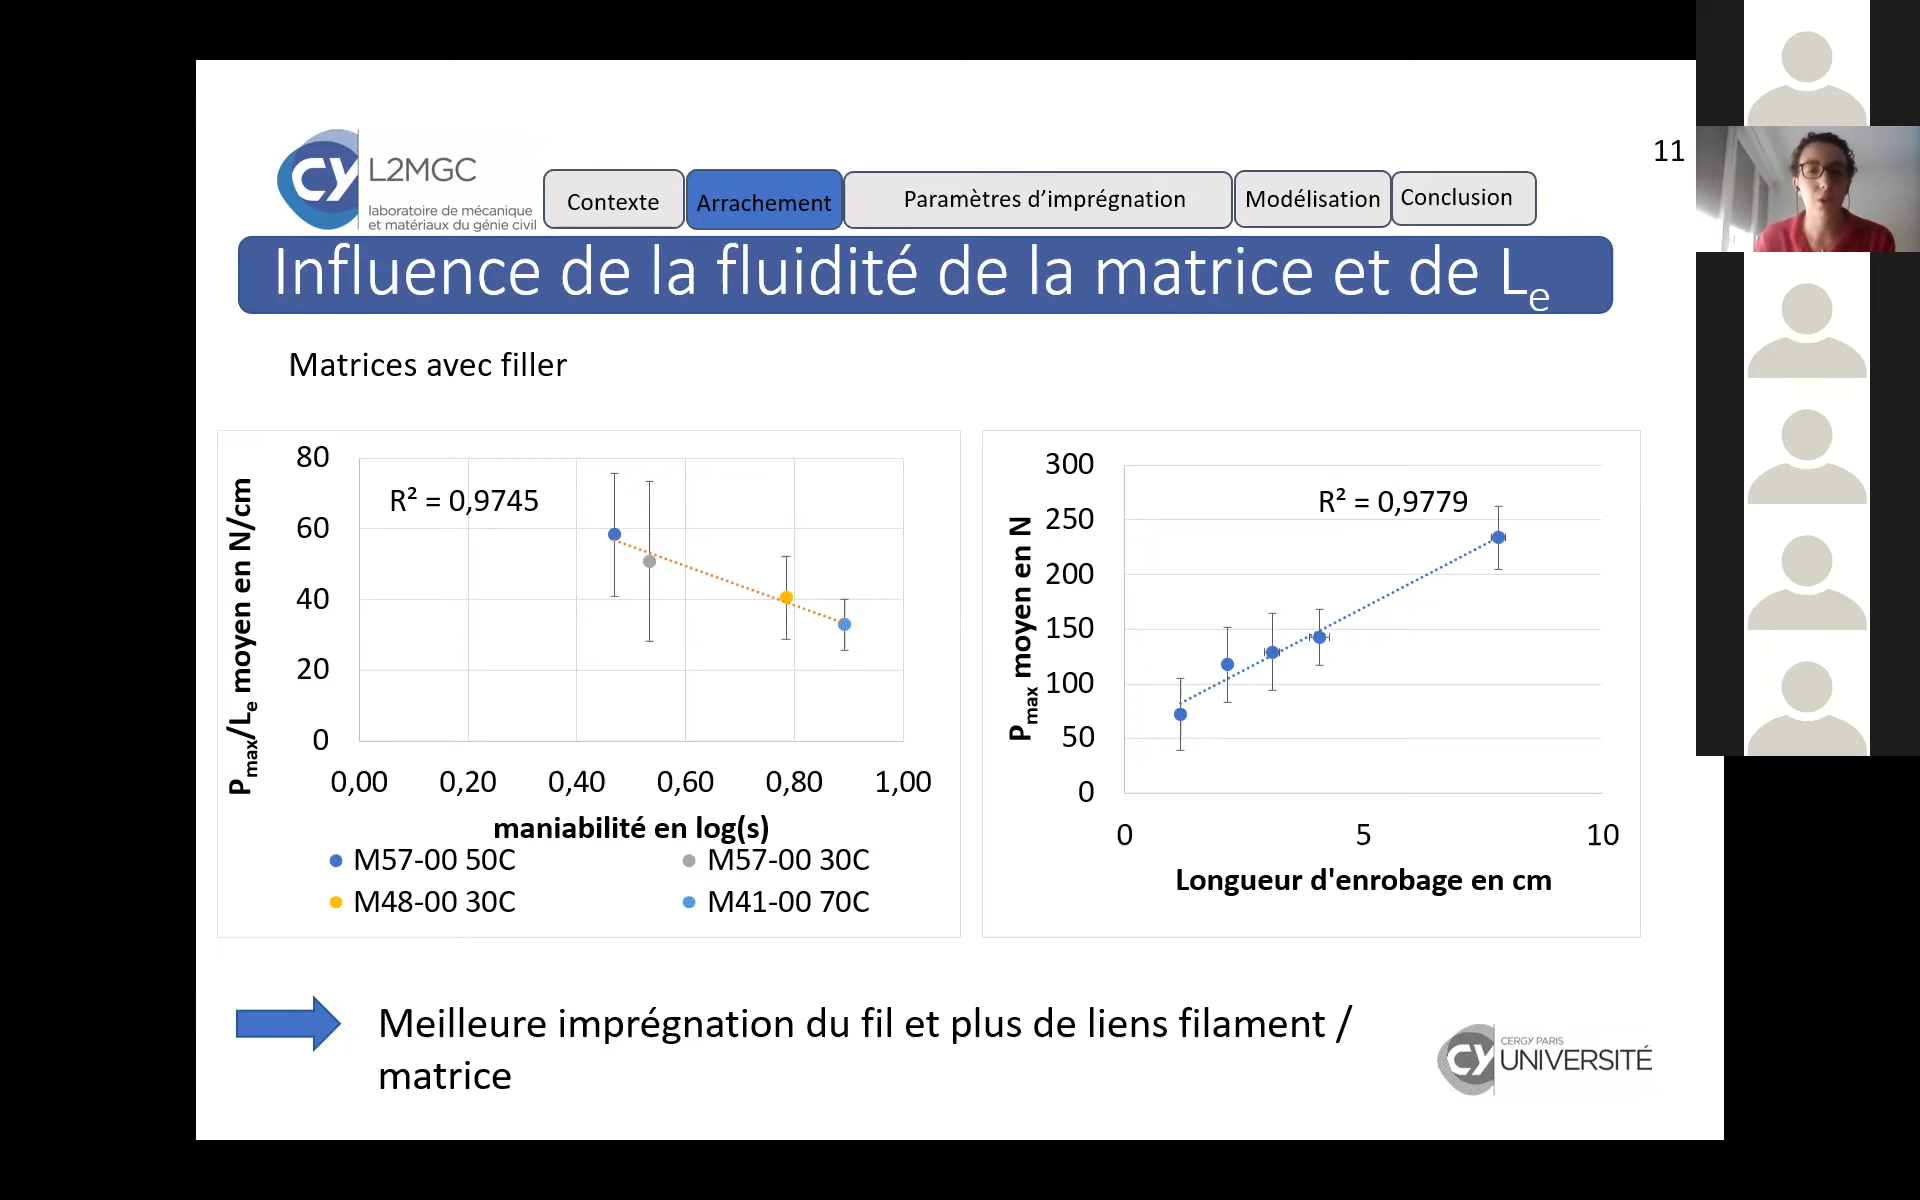 11
CY L2MGC
laboratoire de mécanique
et matériaux du génie civil
Contexte
Arrachement
Paramètres d’imprégnation
Modélisation
Conclusion
Influence de la fluidité de la matrice et de Le
Matrices avec filler
Pmax/Le moyen en N/cm
80
60
40
20
0
R² = 0,9745
0,00 0,20 0,40 0,60 0,80 1,00
maniabilité en log(s)
M57-00 50C M57-00 30C
M48-00 30C M41-00 70C
Pmax moyen en N
300
250
200
150
100
50
0
R² = 0,9779
0 5 10
Longueur d'enrobage en cm
Meilleure imprégnation du fil et plus de liens filament /
matrice
CERGY PARIS
CY UNIVERSITÉ